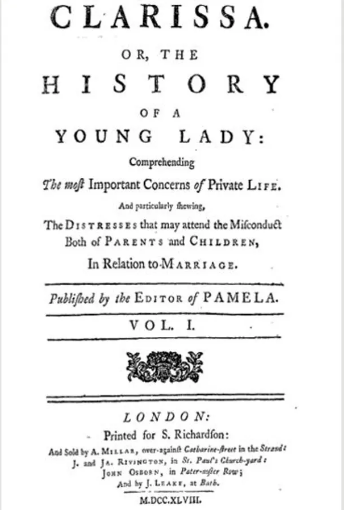 CLARISSA.
OR, THE
HISTORY
OF A
YOUNG LADY:
Comprehending
The moſt Important Concerns of Private LIFE.
And particularly ſhewing,
The DISTRESSES that may attend the Miſconduct
Both of PARENTS and CHILDREN,
In Relation to MARRIAGE.
Publiſhed by the EDITOR of PAMELA.
VOL. I.
LONDON:
Printed for S. Richardſon:
And Sold by A. MILLAR, over-againſt Catharine-ſtreet in the Strand:
J. and JA. RIVINGTON, in St. Paul's Church-yard:
JOHN OSBORN, in Pater-noſter Row;
And by J. LEAKE, at Bath.
M.DCC.XLVIII.